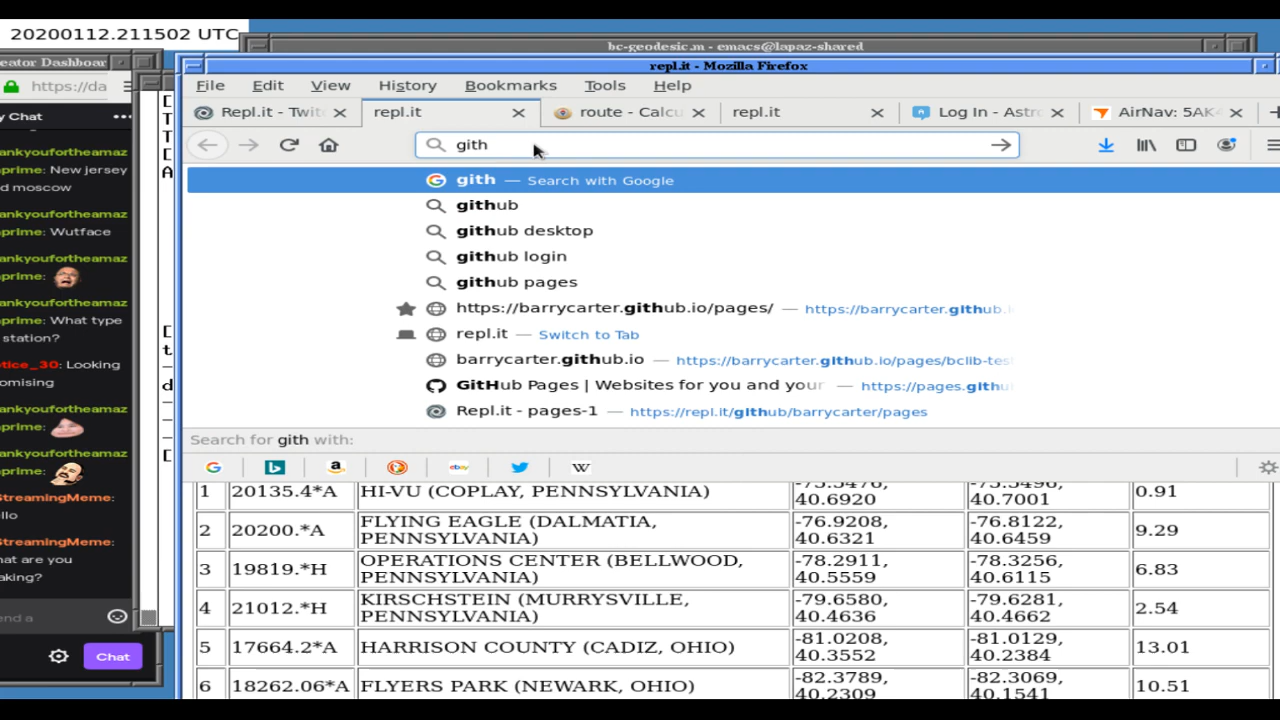 20200112.211502 UTC
bc-geodesic.m - emacs@lapaz-shared
eator Dashboar
repl.it - Mozilla Firefox
https://da
File Edit View History Bookmarks Tools Help
y Chat
Repl.it - Twit
repl.it
route - Calcu
repl.it
Log In - Astro
AirNav: 5AK
gith
ankyoufortheamaz
prime: New jersey
d moscow
ankyoufortheamaz
prime: Wutface
ankyoufortheamaz
prime:
ankyoufortheamaz
prime: What type
station?
tice_30: Looking
omising
ankyoufortheamaz
prime:
ankyoufortheamaz
prime:
StreamingMeme:
llo
StreamingMeme:
hat are you
aking?
end a
Chat
[
T
T
C
A
[
t
d
[
gith — Search with Google
github
github desktop
github login
github pages
https://barrycarter.github.io/pages/ — https://barrycarter.github.i
repl.it — Switch to Tab
barrycarter.github.io — https://barrycarter.github.io/pages/bclib-tes
GitHub Pages | Websites for you and your — https://pages.githu
Repl.it - pages-1 — https://repl.it/github/barrycarter/pages
Search for gith with:
a
ebay
W
1 20135.4*A HI-VU (COPLAY, PENNSYLVANIA) 40.6920 40.7001 0.91
2 20200.*A FLYING EAGLE (DALMATIA, PENNSYLVANIA) -76.9208, 40.6321 -76.8122, 40.6459 9.29
3 19819.*H OPERATIONS CENTER (BELLWOOD, PENNSYLVANIA) -78.2911, 40.5559 -78.3256, 40.6115 6.83
4 21012.*H KIRSCHSTEIN (MURRYSVILLE, PENNSYLVANIA) -79.6580, 40.4636 -79.6281, 40.4662 2.54
5 17664.2*A HARRISON COUNTY (CADIZ, OHIO) -81.0208, 40.3552 -81.0129, 40.2384 13.01
6 18262.06*A FLYERS PARK (NEWARK, OHIO) -82.3789, 40.2309 -82.3069, 40.1541 10.51